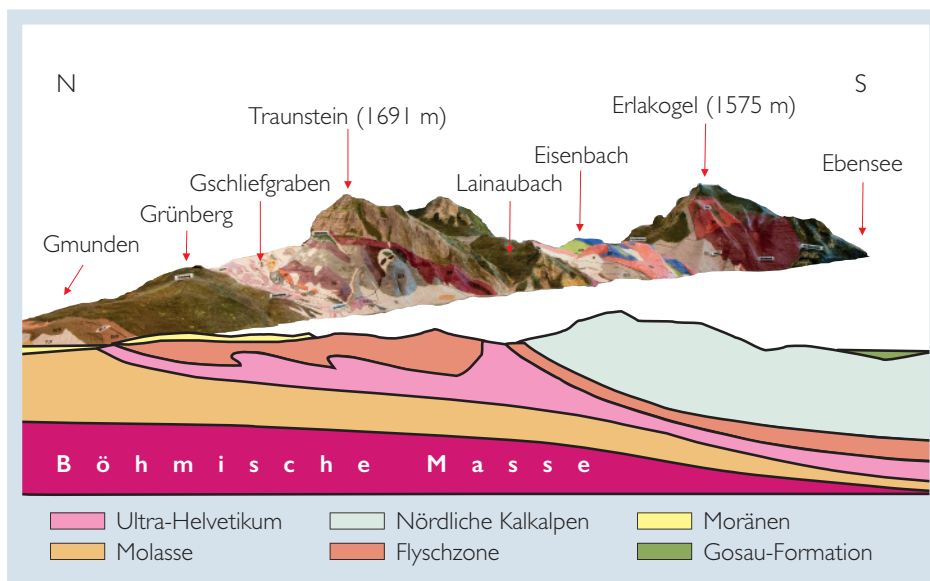 N
S
Traunstein (1691 m)
Erlakogel (1575 m)
Eisenbach
Ebensee
Gschliefgraben
Lainaubach
Grünberg
Gmunden
Böhmische Masse
Ultra-Helvetikum
Nördliche Kalkalpen
Moränen
Molasse
Flyschzone
Gosau-Formation